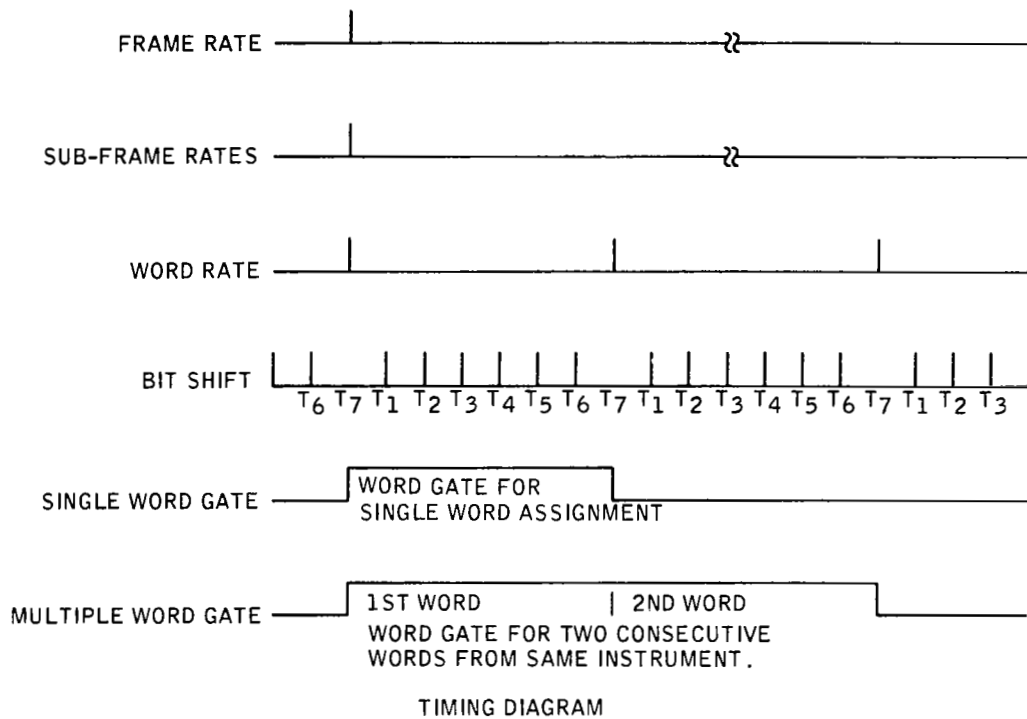 FRAME RATE
SUB-FRAME RATES
WORD RATE
BIT SHIFT
T6 T7 T1 T2 T3 T4 T5 T6 T7 T1 T2 T3 T4 T5 T6 T7 T1 T2 T3
SINGLE WORD GATE
WORD GATE FOR
SINGLE WORD ASSIGNMENT
MULTIPLE WORD GATE
1ST WORD | 2ND WORD
WORD GATE FOR TWO CONSECUTIVE
WORDS FROM SAME INSTRUMENT.
TIMING DIAGRAM